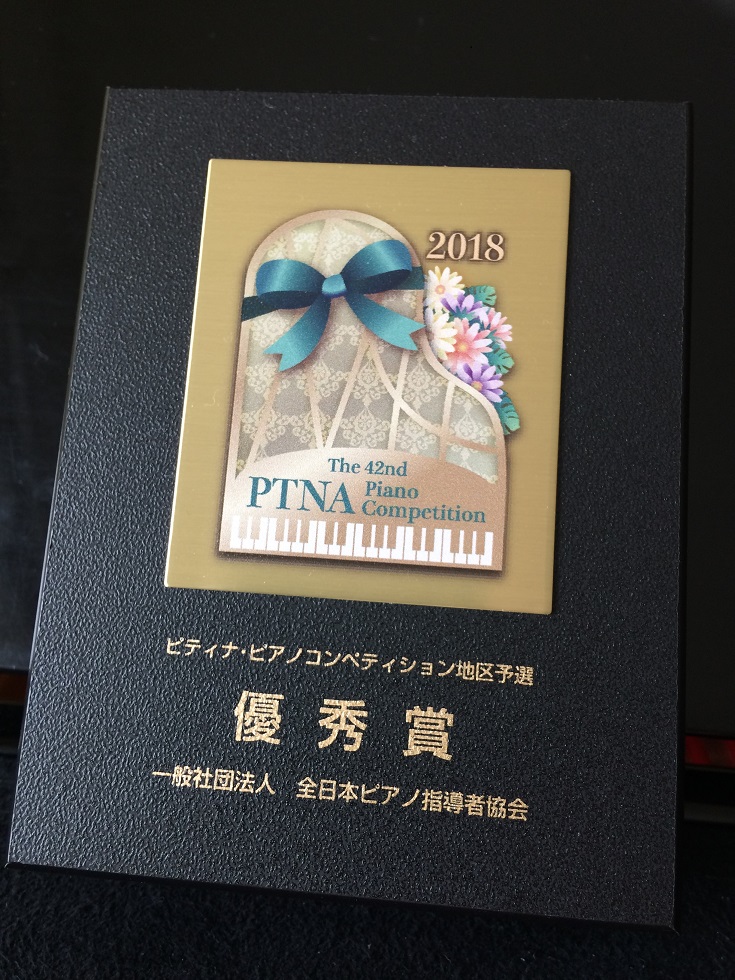 2018
The 42nd
PTNA Piano
Competition
ピティナ・ピアノコンペティション地区予選
優秀賞
一般社団法人 全日本ピアノ指導者協会